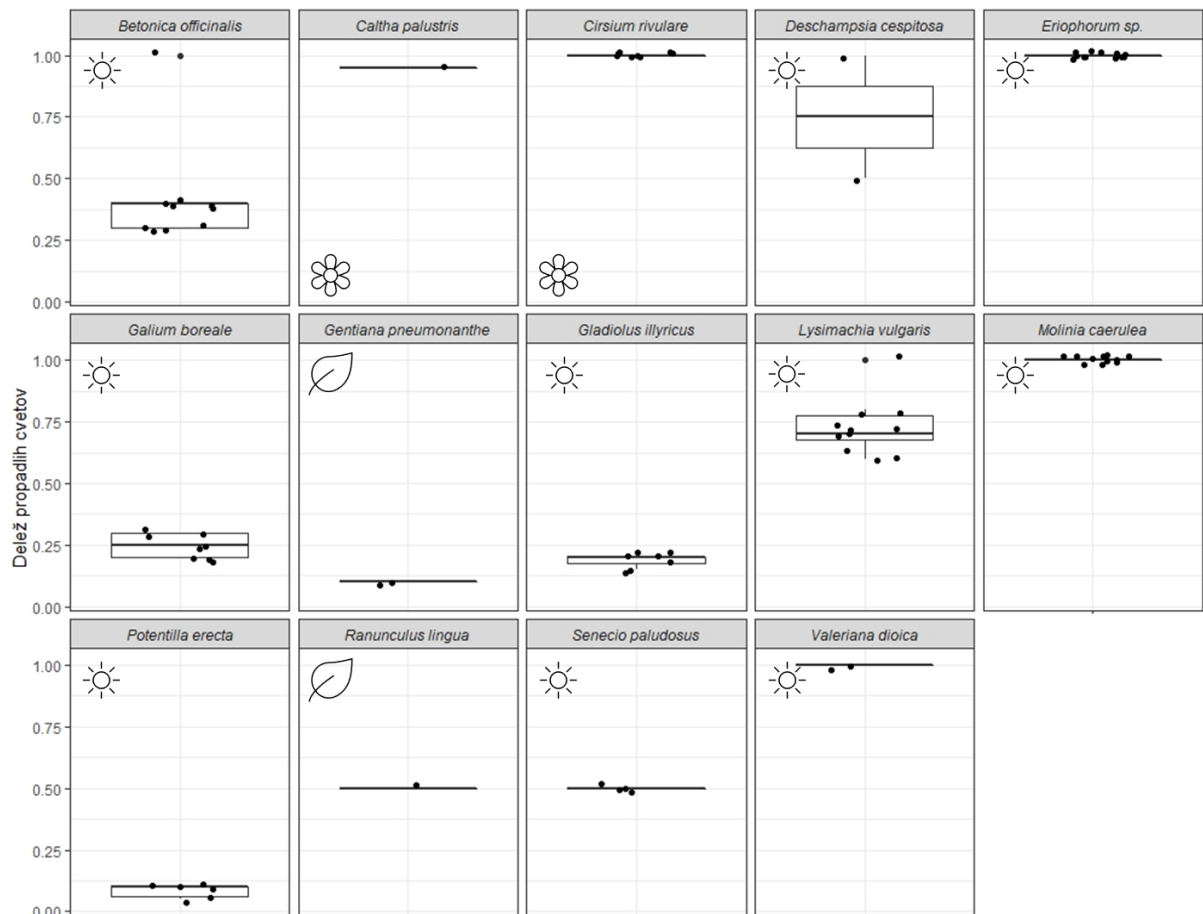 Betonica officinalis
Caltha palustris
Cirsium rivulare
Deschampsia cespitosa
Eriophorum sp.
1.00
0.75
0.50
0.25
0.00
Galium boreale
Gentiana pneumonanthe
Gladiolus illyricus
Lysimachia vulgaris
Molinia caerulea
Delež propadlih cvetov
1.00
0.75
0.50
0.25
0.00
Potentilla erecta
Ranunculus lingua
Senecio paludosus
Valeriana dioica
1.00
0.75
0.50
0.25
0.00